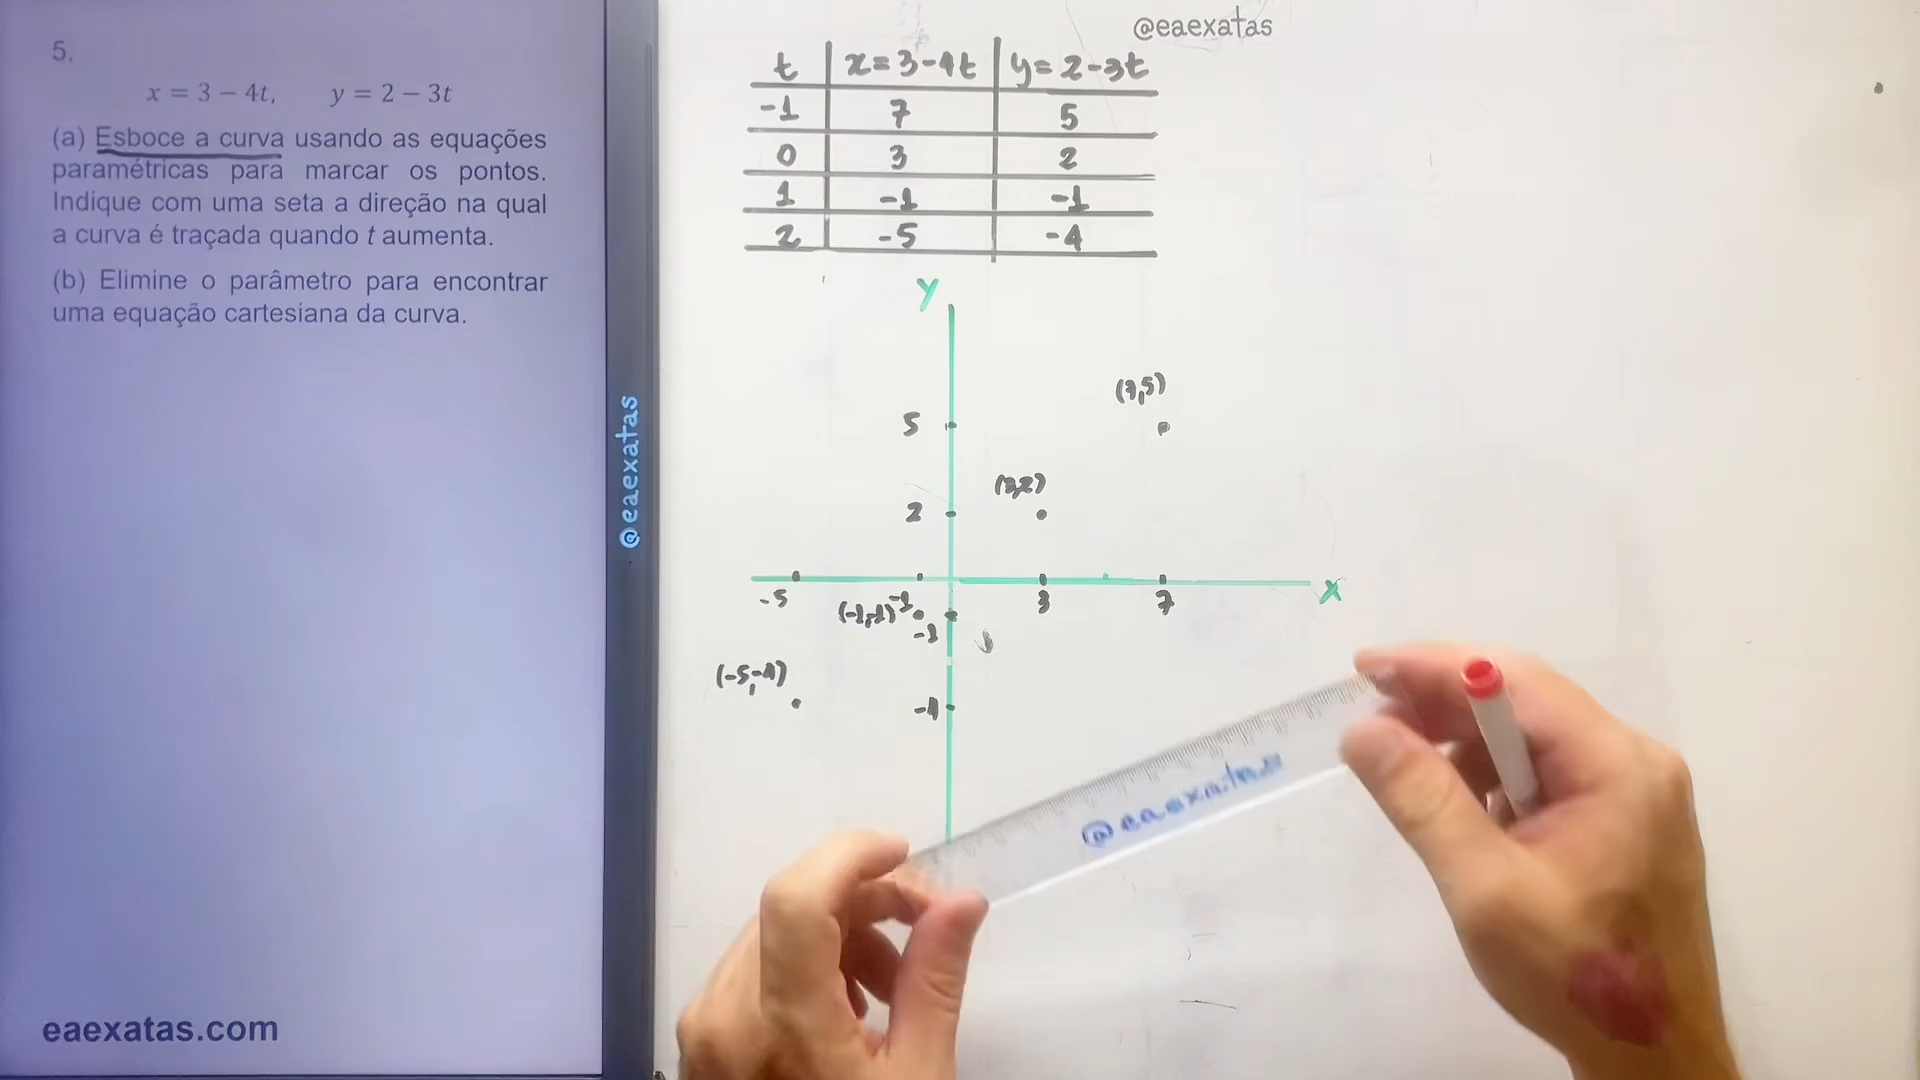 5.
x = 3 − 4t, y = 2 − 3t
(a) Esboce a curva usando as equações
paramétricas para marcar os pontos.
Indique com uma seta a direção na qual
a curva é traçada quando t aumenta.
(b) Elimine o parâmetro para encontrar
uma equação cartesiana da curva.
eaexatas.com
@eaexatas
@eaexatas
t x=3-4t y=2-3t
-1 7 5
0 3 2
1 -1 -1
2 -5 -4
y
(7,5)
5
(3,2)
2
-5 -1 3 7 x
(-1,-1)
-1
(-5,-4)
-4
@eaexatas